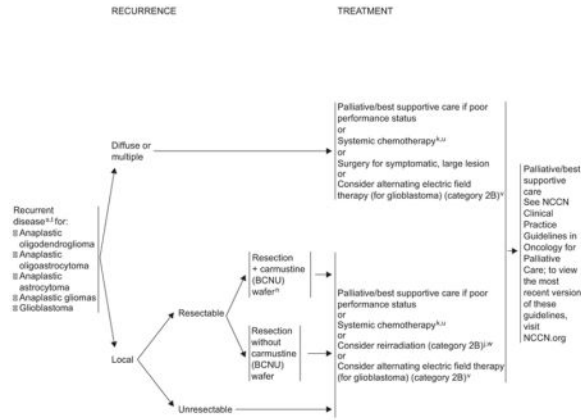 RECURRENCE
TREATMENT
Recurrent
disease
for:
Anaplastic
oligodendroglioma
Anaplastic
oligoastrocytoma
Anaplastic
astrocytoma
Anaplastic gliomas
Glioblastoma
Diffuse or
multiple
Local
Resectable
Unresectable
Resection
+ carmustine
(BCNU)
wafer
Resection
without
carmustine
(BCNU)
wafer
Palliative/best supportive care if poor
performance status
or
Systemic chemotherapy
or
Surgery for symptomatic, large lesion
or
Consider alternating electric field
therapy (for glioblastoma) (category 2B)
Palliative/best supportive care if poor
performance status
or
Systemic chemotherapy
or
Consider reirradiation (category 2B)
or
Consider alternating electric field therapy
(for glioblastoma) (category 2B)
Palliative/best
supportive
care
See NCCN
Clinical
Practice
Guidelines in
Oncology for
Palliative
Care; to view
the most
recent version
of these
guidelines,
visit
NCCN.org